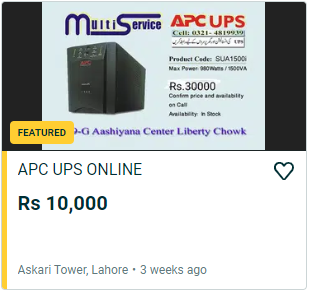 Multi Service
APC UPS
Cell: 0321- 4819939
Product Code: SUA1500i
Max Power: 980Watts / 1500VA
Rs.30000
Confirm price and availability
on Call
Availability: In Stock
9-G Aashiyana Center Liberty Chowk
FEATURED
APC UPS ONLINE
Rs 10,000
Askari Tower, Lahore • 3 weeks ago